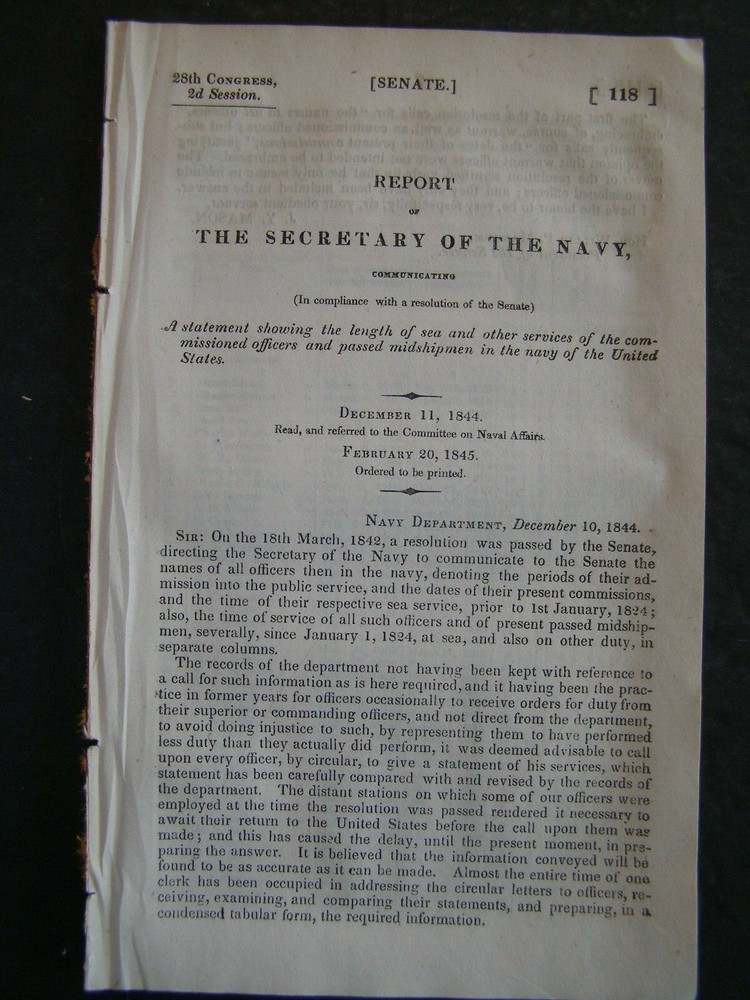 28th Congress,
2d Session.
[SENATE.]
[ 118 ]
REPORT
OF
THE SECRETARY OF THE NAVY,
COMMUNICATING
(In compliance with a resolution of the Senate)
A statement showing the length of sea and other services of the com-
missioned officers and passed midshipmen in the navy of the United
States.
December 11, 1844.
Read, and referred to the Committee on Naval Affairs.
February 20, 1845.
Ordered to be printed.
Navy Department, December 10, 1844.
Sir: On the 18th March, 1842, a resolution was passed by the Senate,
directing the Secretary of the Navy to communicate to the Senate the
names of all officers then in the navy, denoting the periods of their ad-
mission into the public service, and the dates of their present commissions,
and the time of their respective sea service, prior to 1st January, 1824;
also, the time of service of all such officers and of present passed midship-
men, severally, since January 1, 1824, at sea, and also on other duty, in
separate columns.
The records of the department not having been kept with reference to
a call for such information as is here required, and it having been the prac-
tice in former years for officers occasionally to receive orders for duty from
their superior or commanding officers, and not direct from the department,
to avoid doing injustice to such, by representing them to have performed
less duty than they actually did perform, it was deemed advisable to call
upon every officer, by circular, to give a statement of his services, which
statement has been carefully compared with and revised by the records of
the department. The distant stations on which some of our officers were
employed at the time the resolution was passed rendered it necessary to
await their return to the United States before the call upon them was
made; and this has caused the delay, until the present moment, in pre-
paring the answer. It is believed that the information conveyed will be
found to be as accurate as it can be made. Almost the entire time of one
clerk has been occupied in addressing the circular letters to officers, re-
ceiving, examining, and comparing their statements, and preparing, in a
condensed tabular form, the required information.